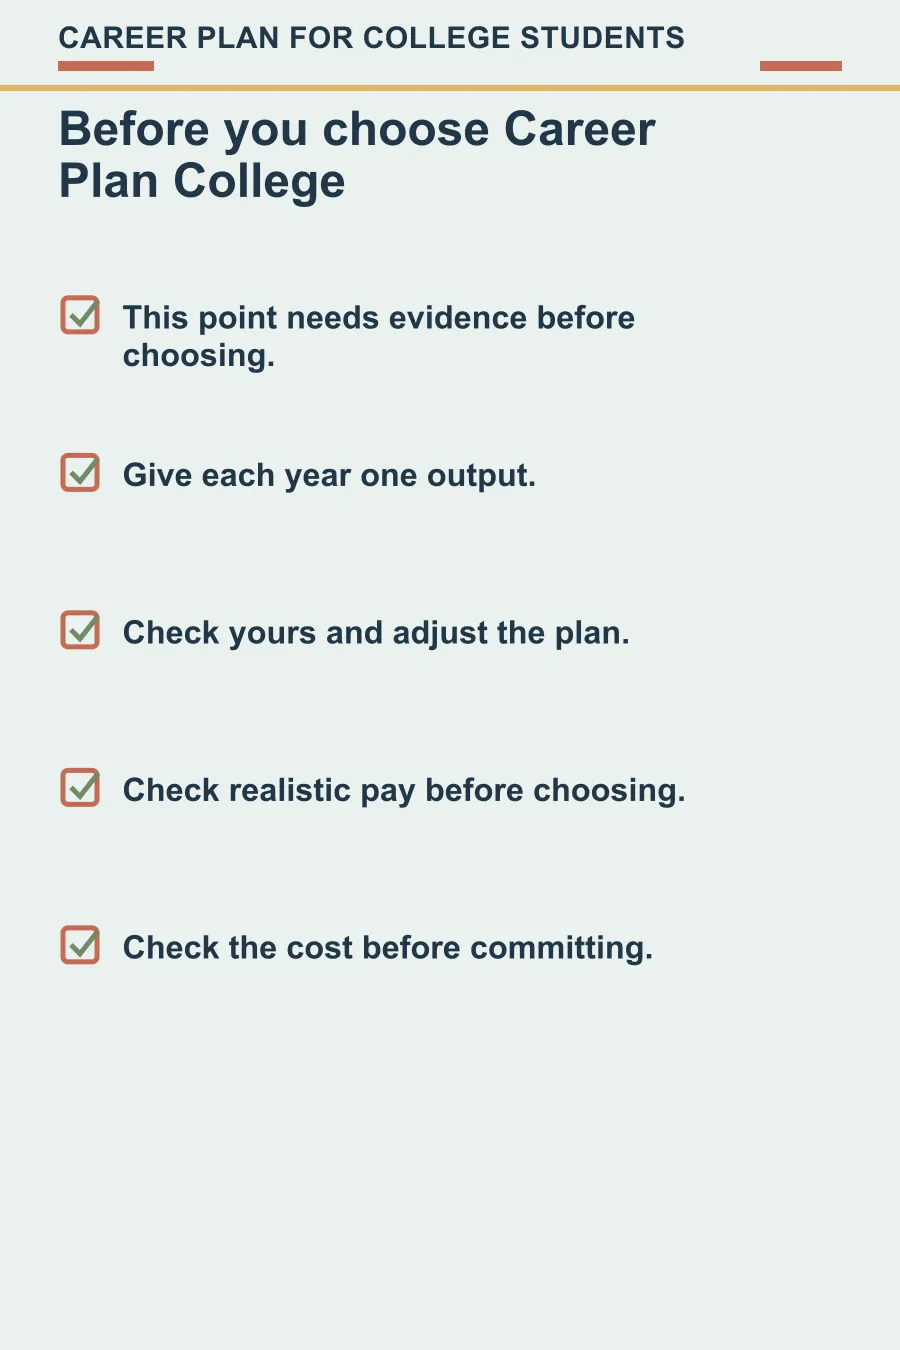 CAREER PLAN FOR COLLEGE STUDENTS
Before you choose Career
Plan College
This point needs evidence before
choosing.
Give each year one output.
Check yours and adjust the plan.
Check realistic pay before choosing.
Check the cost before committing.